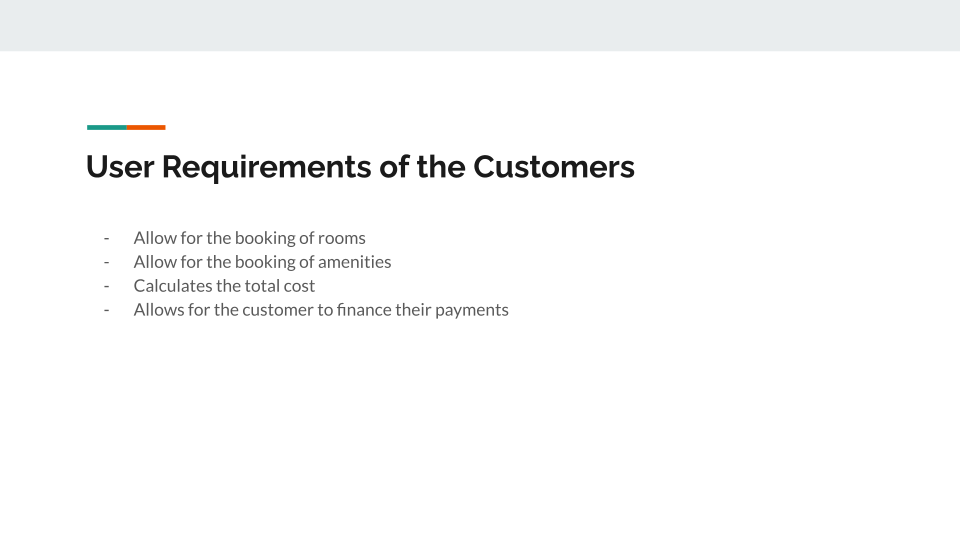 User Requirements of the Customers
- Allow for the booking of rooms
- Allow for the booking of amenities
- Calculates the total cost
- Allows for the customer to finance their payments